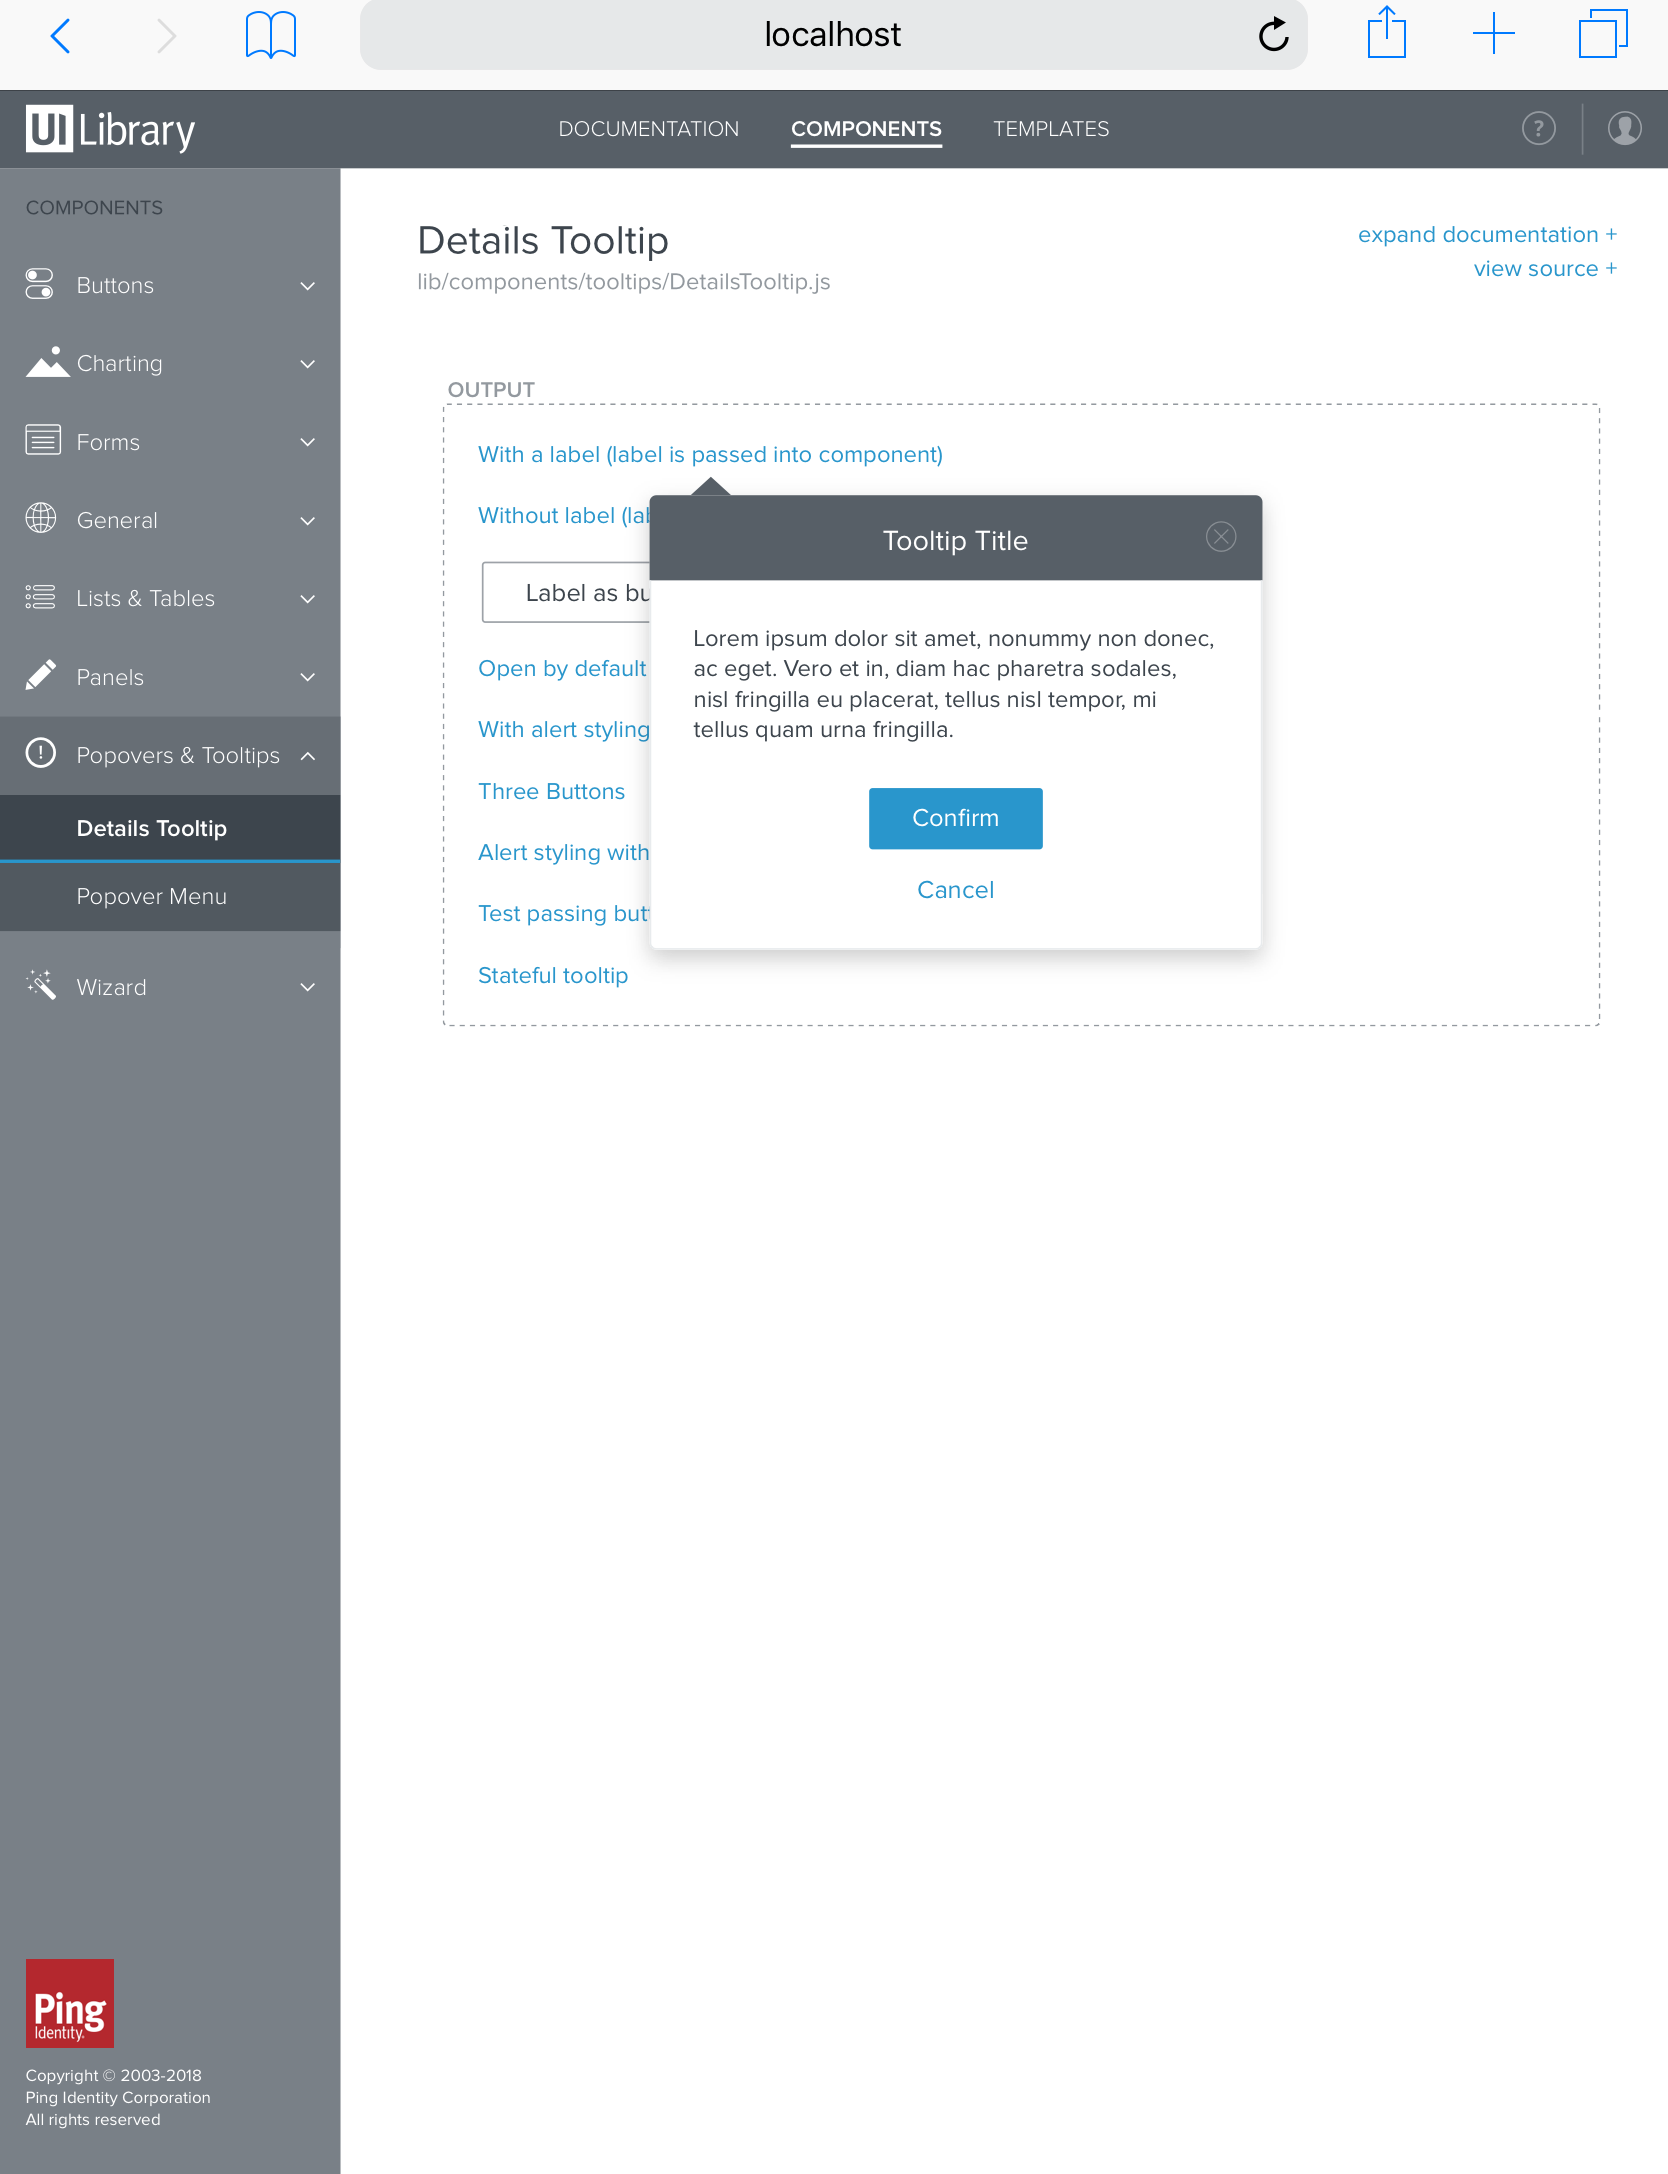 localhost
UI Library
DOCUMENTATION
COMPONENTS
TEMPLATES
?
COMPONENTS
Buttons
Charting
Forms
General
Lists & Tables
Panels
Popovers & Tooltips
Details Tooltip
Popover Menu
Wizard
Ping
Identity.
Copyright © 2003-2018
Ping Identity Corporation
All rights reserved
Details Tooltip
lib/components/tooltips/DetailsTooltip.js
expand documentation +
view source +
OUTPUT
With a label (label is passed into component)
Without label (lab
Label as bu
Open by default
With alert styling
Three Buttons
Alert styling with
Test passing but
Stateful tooltip
Tooltip Title
Lorem ipsum dolor sit amet, nonummy non donec,
ac eget. Vero et in, diam hac pharetra sodales,
nisl fringilla eu placerat, tellus nisl tempor, mi
tellus quam urna fringilla.
Confirm
Cancel